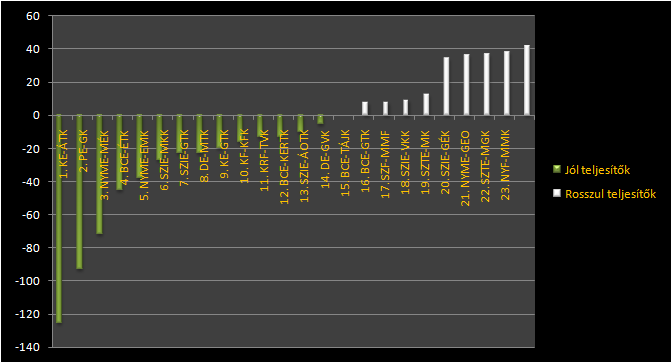 60
40
20
0
-20
-40
-60
-80
-100
-120
-140
1. KE-ÁTK
2. PE-GK
3. NYME-MÉK
4. BCE-ÉTK
5. NYME-EMK
6. SZIE-MKK
7. SZIE-GTK
8. DE-MTK
9. KE-GTK
10. KF-KFK
11. KRF-TVK
12. BCE-KERTK
13. SZIE-ÁOTK
14. DE-GVK
15. BCE-TÁJK
16. BCE-GTK
17. SZF-MMF
18. SZIE-VKK
19. SZTE-MK
20. SZIE-GÉK
21. NYME-GEO
22. SZTE-MGK
23. NYF-MMK
Jól teljesítők
Rosszul teljesítők